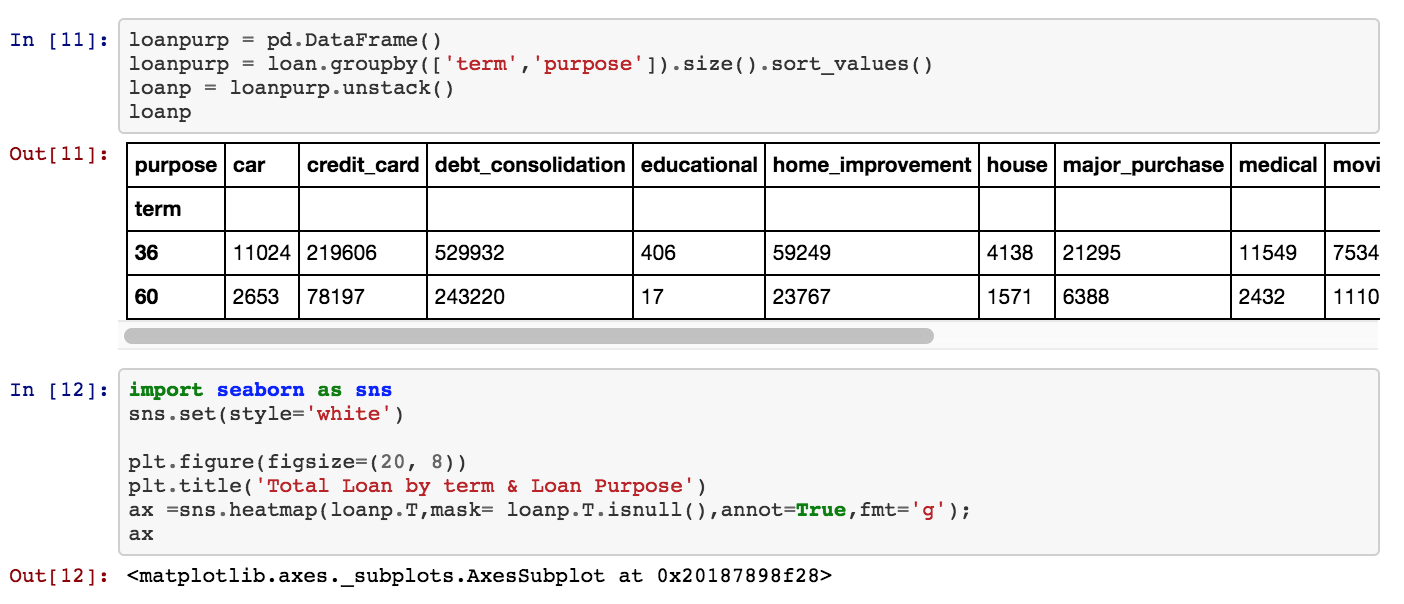 In [11]: loanpurp = pd.DataFrame()
loanpurp = loan.groupby(['term','purpose']).size().sort_values()
loanp = loanpurp.unstack()
loanp
Out[11]: purpose car credit_card debt_consolidation educational home_improvement house major_purchase medical movi
term
36 11024 219606 529932 406 59249 4138 21295 11549 7534
60 2653 78197 243220 17 23767 1571 6388 2432 1110
In [12]: import seaborn as sns
sns.set(style='white')
plt.figure(figsize=(20, 8))
plt.title('Total Loan by term & Loan Purpose')
ax =sns.heatmap(loanp.T,mask= loanp.T.isnull(),annot=True,fmt='g');
ax
Out[12]: <matplotlib.axes._subplots.AxesSubplot at 0x20187898f28>